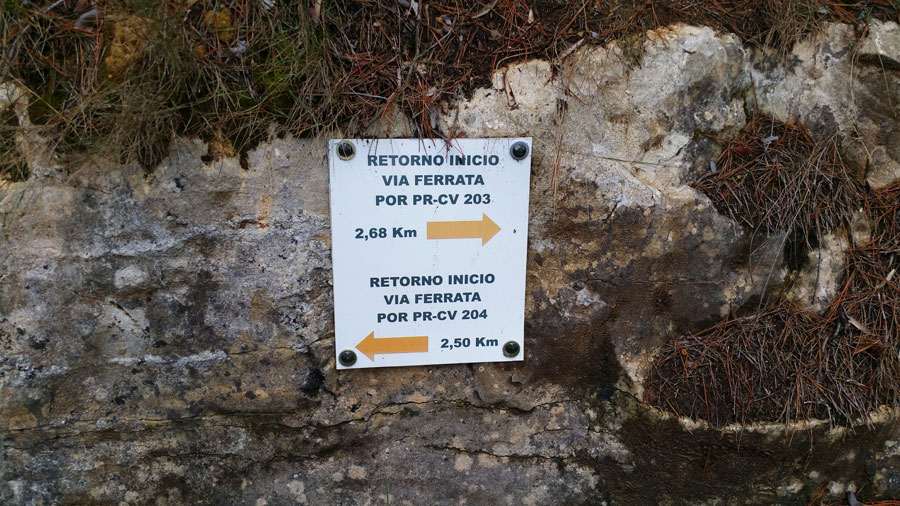 RETORNO INICIO
VIA FERRATA
POR PR-CV 203
2,68 Km
RETORNO INICIO
VIA FERRATA
POR PR-CV 204
2,50 Km